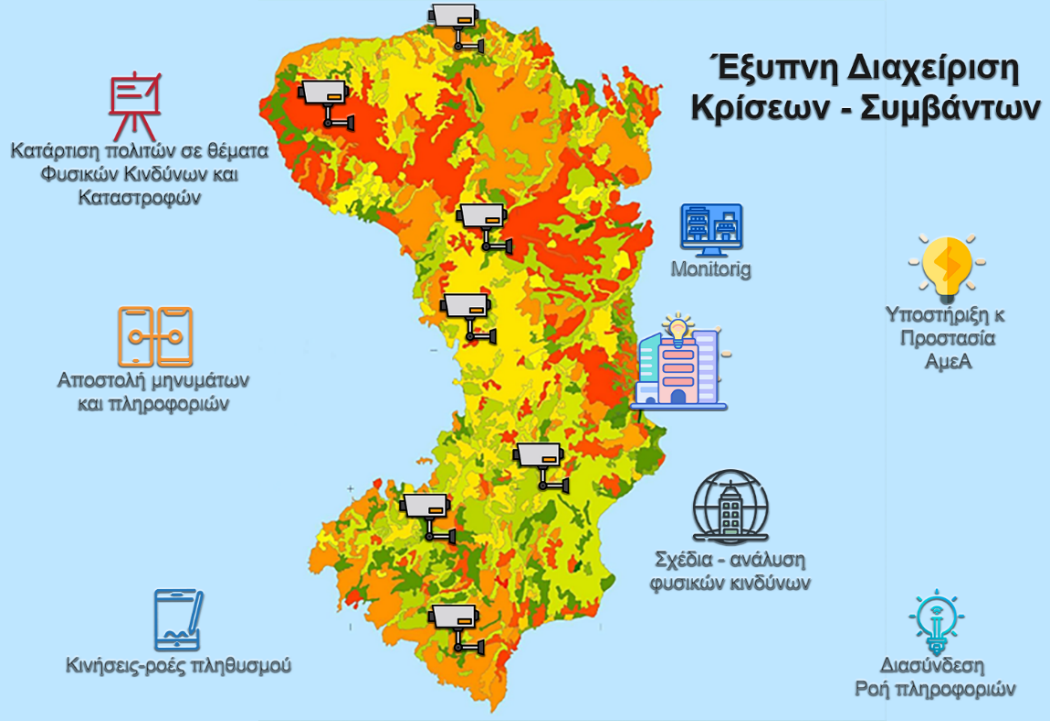 Έξυπνη Διαχείριση
Κρίσεων - Συμβάντων
Κατάρτιση πολιτών σε θέματα
Φυσικών Κινδύνων και
Καταστροφών
Monitorig
Υποστήριξη κ
Προστασία
ΑμεΑ
Αποστολή μηνυμάτων
και πληροφοριών
Σχέδια - ανάλυση
φυσικών κινδύνων
Κινήσεις-ροές πληθυσμού
Διασύνδεση
Ροή πληροφοριών